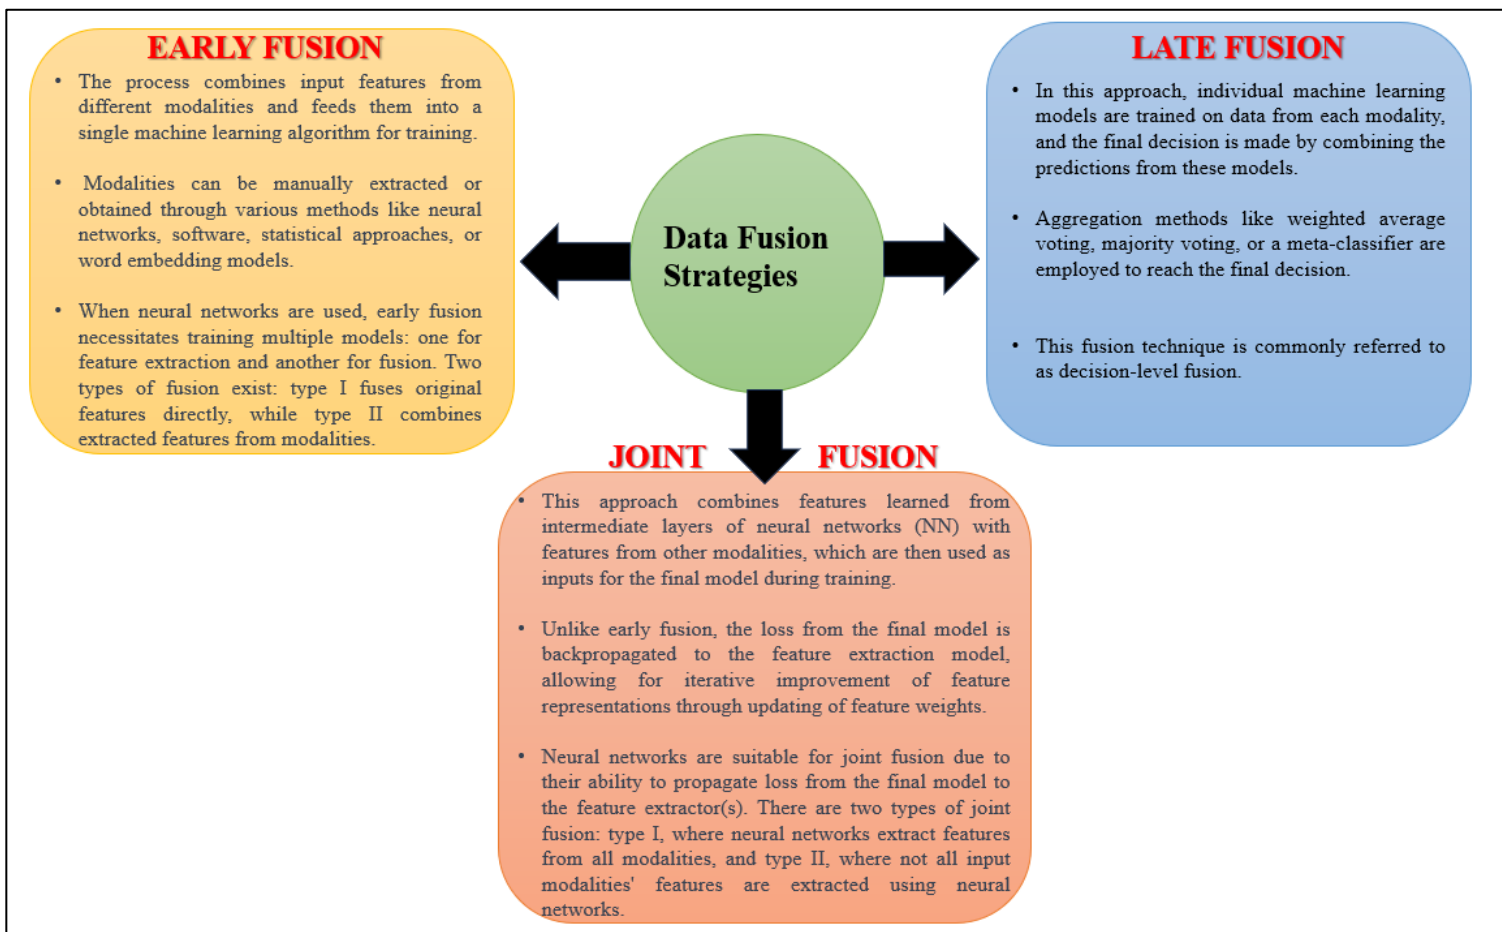 EARLY FUSION
• The process combines input features from
different modalities and feeds them into a
single machine learning algorithm for training.
• Modalities can be manually extracted or
obtained through various methods like neural
networks, software, statistical approaches, or
word embedding models.
• When neural networks are used, early fusion
necessitates training multiple models: one for
feature extraction and another for fusion. Two
types of fusion exist: type I fuses original
features directly, while type II combines
extracted features from modalities.
Data Fusion
Strategies
LATE FUSION
• In this approach, individual machine learning
models are trained on data from each modality,
and the final decision is made by combining the
predictions from these models.
• Aggregation methods like weighted average
voting, majority voting, or a meta-classifier are
employed to reach the final decision.
• This fusion technique is commonly referred to
as decision-level fusion.
JOINT FUSION
• This approach combines features learned from
intermediate layers of neural networks (NN) with
features from other modalities, which are then used as
inputs for the final model during training.
• Unlike early fusion, the loss from the final model is
backpropagated to the feature extraction model,
allowing for iterative improvement of feature
representations through updating of feature weights.
• Neural networks are suitable for joint fusion due to
their ability to propagate loss from the final model to
the feature extractor(s). There are two types of joint
fusion: type I, where neural networks extract features
from all modalities, and type II, where not all input
modalities' features are extracted using neural
networks.